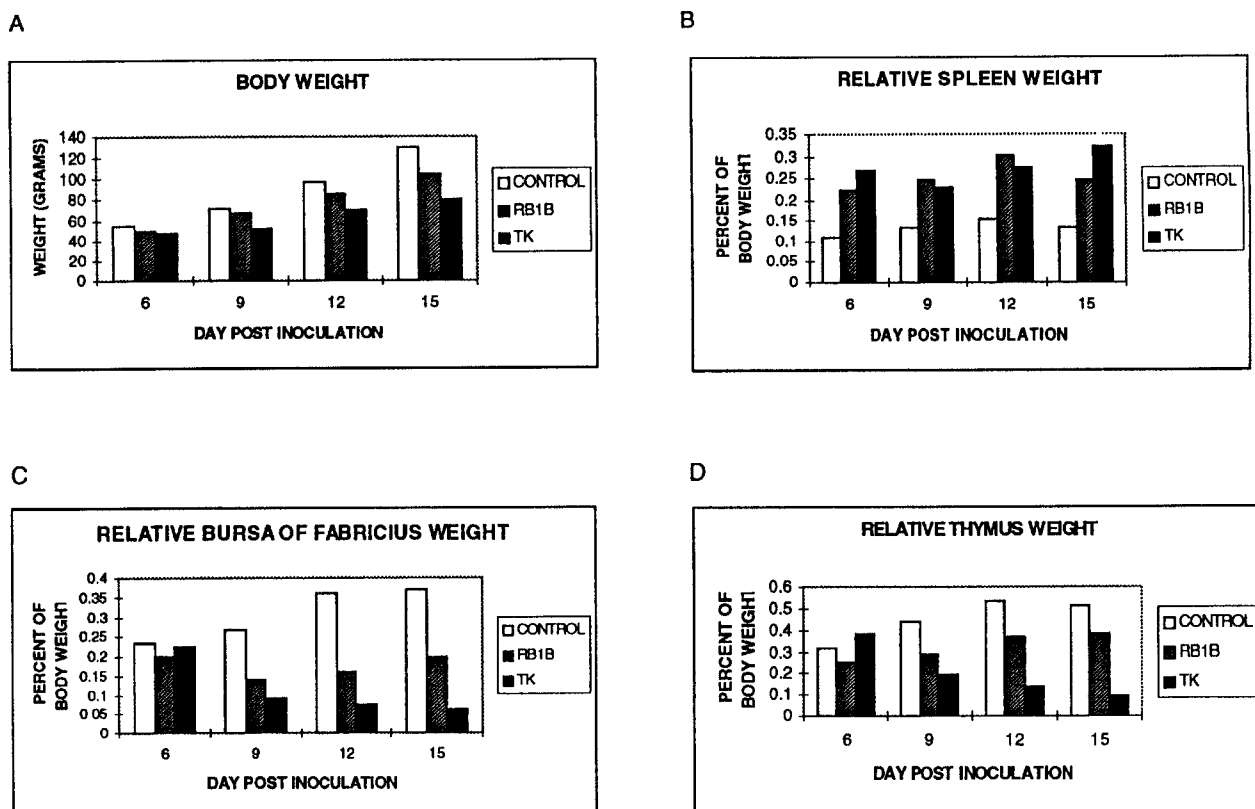 A
BODY WEIGHT
WEIGHT (GRAMS)
140
120
100
80
60
40
20
0
6 9 12 15
DAY POST INOCULATION
CONTROL
RB1B
TK
B
RELATIVE SPLEEN WEIGHT
PERCENT OF
BODY WEIGHT
0.35
0.3
0.25
0.2
0.15
0.1
0.05
0
6 9 12 15
DAY POST INOCULATION
CONTROL
RB1B
TK
C
RELATIVE BURSA OF FABRICIUS WEIGHT
PERCENT OF
BODY WEIGHT
0.4
0.35
0.3
0.25
0.2
0.15
0.1
0 05
0
6 9 12 15
DAY POST INOCULATION
CONTROL
RB1B
TK
D
RELATIVE THYMUS WEIGHT
PERCENT OF
BODY WEIGHT
0.6
0.5
0.4
0.3
0.2
0.1
0
6 9 12 15
DAY POST INOCULATION
CONTROL
RB1B
TK